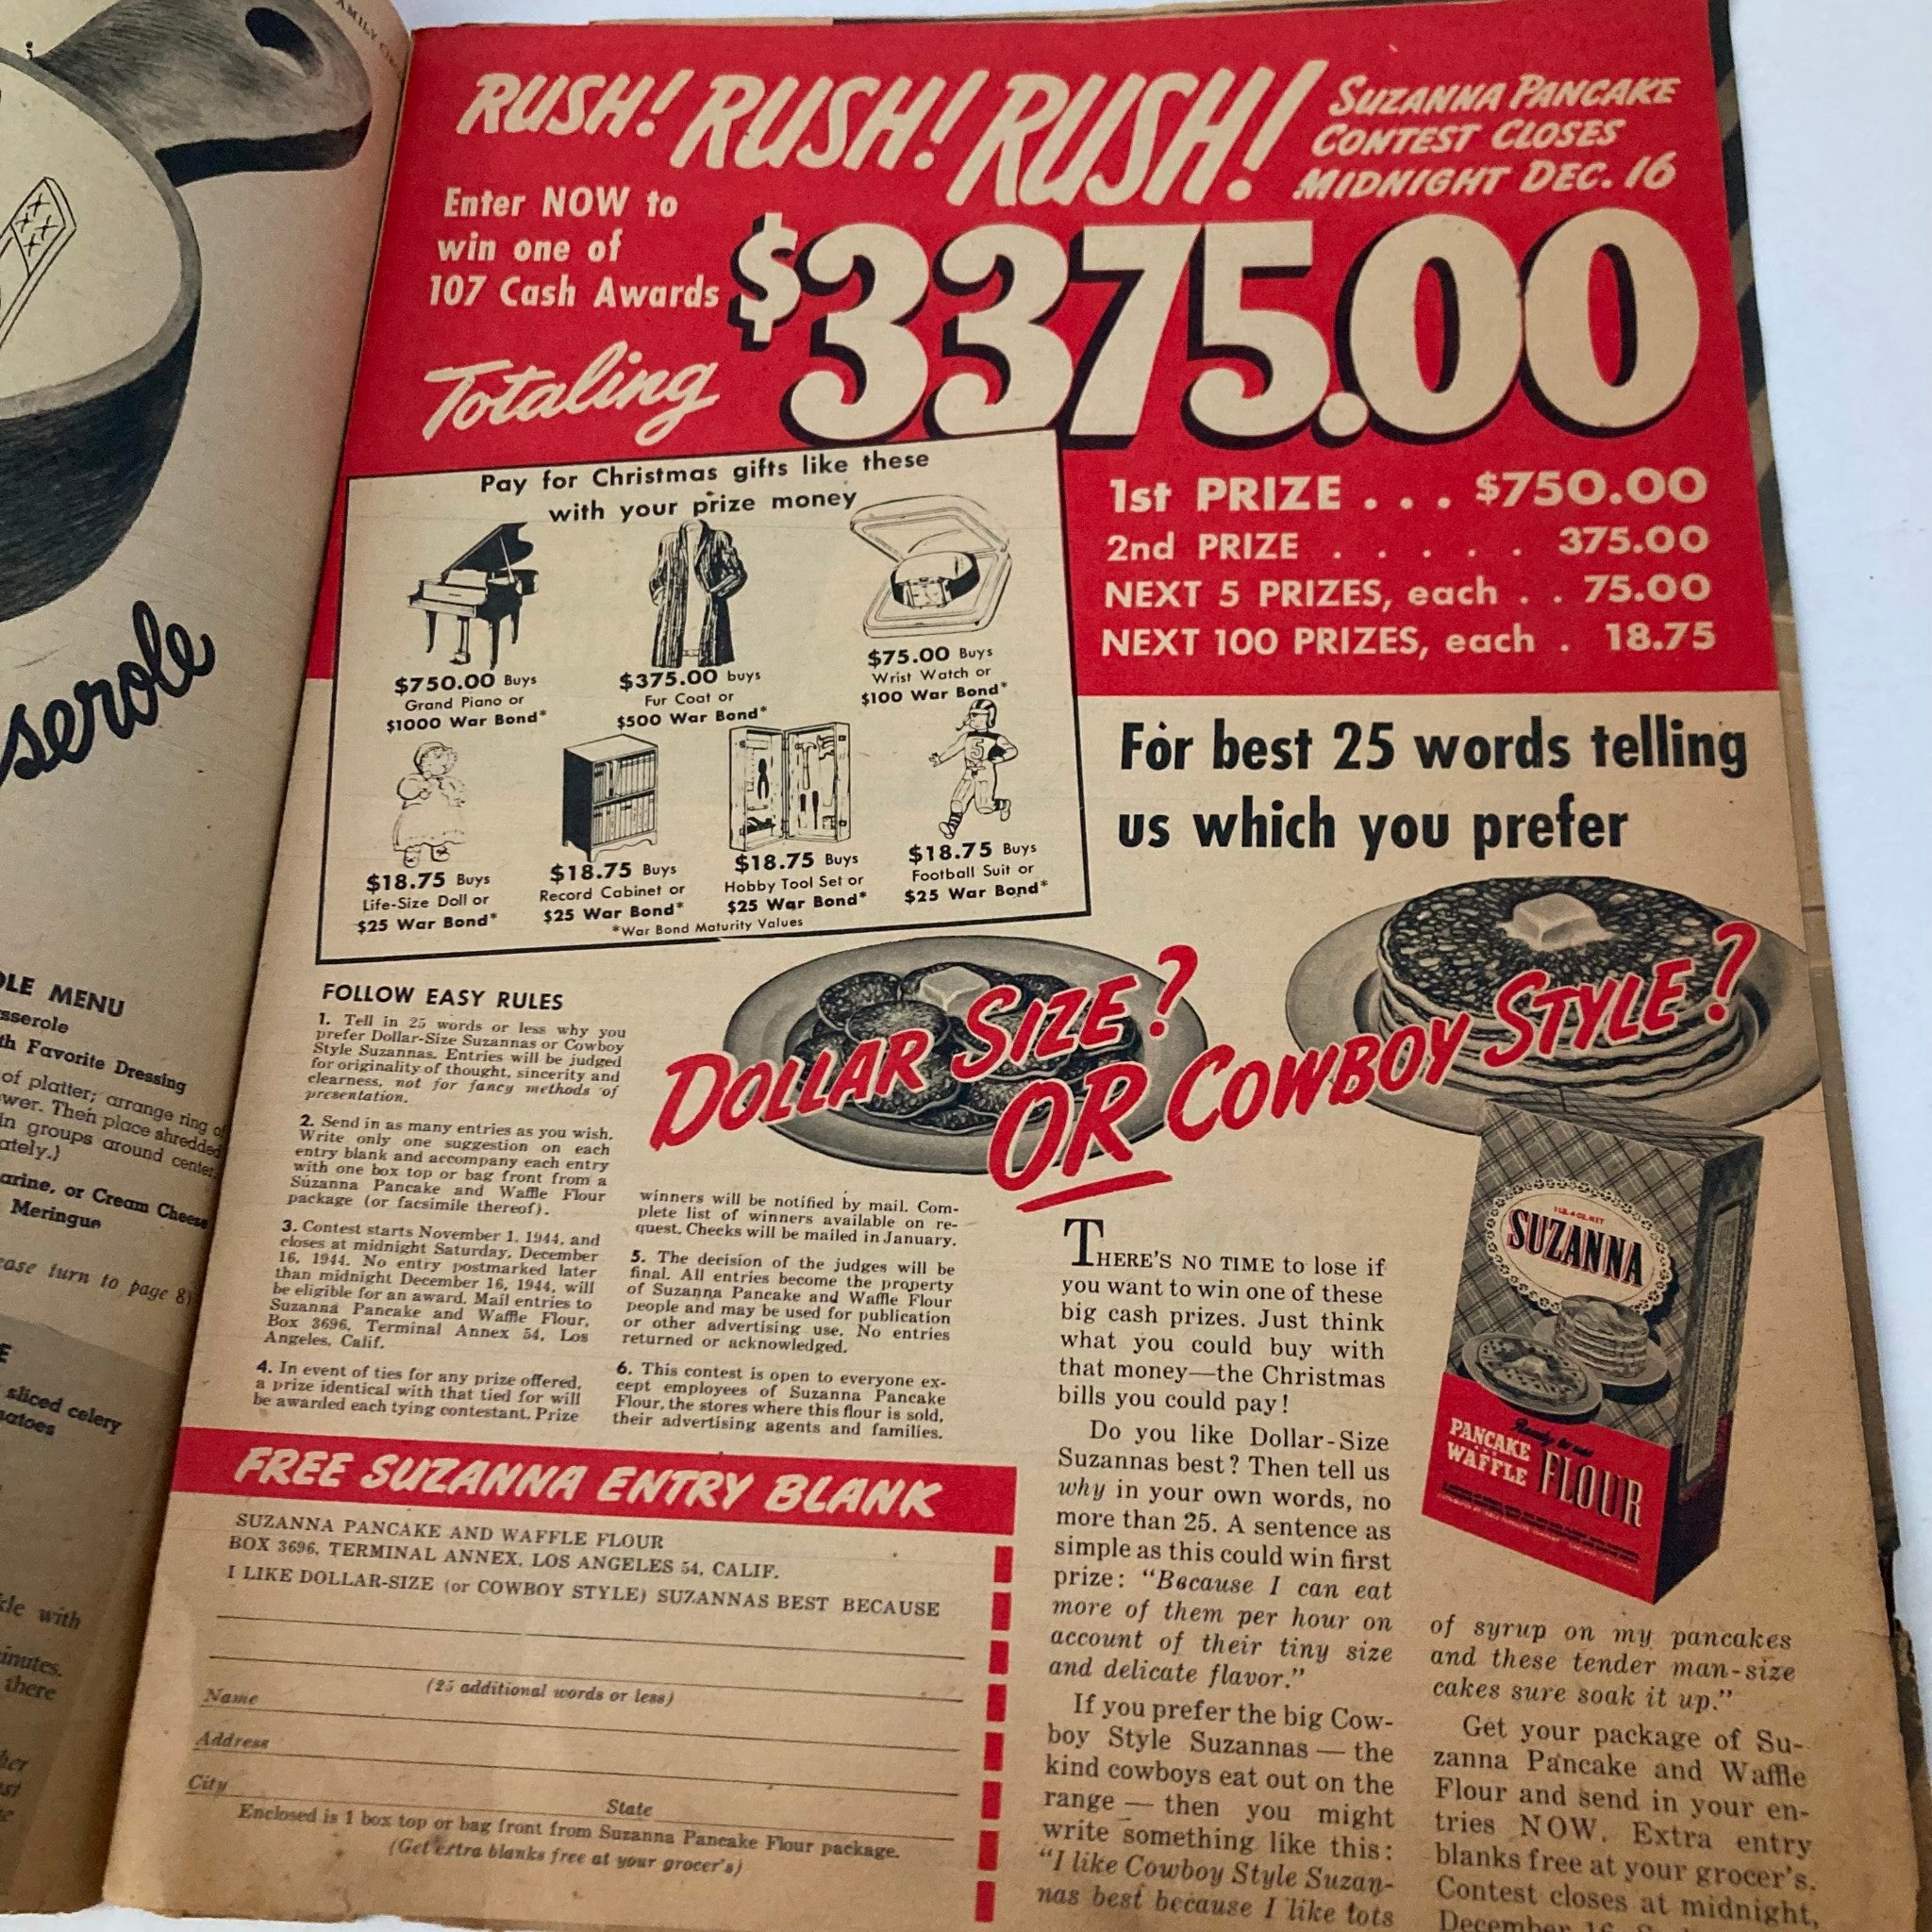 FAMILY
serole
OLE MENU
sserole
th Favorite Dressing
of platter; arrange ring
wer. Then place shredded
in groups around center
ately.)
arine, or Cream Cheese
Meringue
ease turn to page 8)
E
sliced celery
matoes
kle with
inutes.
there
RUSH! RUSH! RUSH!
SUZANNA PANCAKE
CONTEST CLOSES
MIDNIGHT DEC. 16
Enter NOW to
win one of
107 Cash Awards
Totaling
$3375.00
1st PRIZE . . . $750.00
2nd PRIZE . . . . . 375.00
NEXT 5 PRIZES, each . . 75.00
NEXT 100 PRIZES, each . 18.75
Pay for Christmas gifts like these
with your prize money
$750.00 Buys
Grand Piano or
$1000 War Bond*
$375.00 buys
Fur Coat or
$500 War Bond*
$75.00 Buys
Wrist Watch or
$100 War Bond*
5
$18.75 Buys
Life-Size Doll or
$25 War Bond*
$18.75 Buys
Record Cabinet or
$25 War Bond*
$18.75 Buys
Hobby Tool Set or
$25 War Bond*
$18.75 Buys
Football Suit or
$25 War Bond*
*War Bond Maturity Values
For best 25 words telling
us which you prefer
DOLLAR SIZE?
OR COWBOY STYLE?
FOLLOW EASY RULES
1. Tell in 25 words or less why you
prefer Dollar-Size Suzannas or Cowboy
Style Suzannas. Entries will be judged
for originality of thought, sincerity and
clearness, not for fancy methods of
presentation.
2. Send in as many entries as you wish.
Write only one suggestion on each
entry blank and accompany each entry
with one box top or bag front from a
Suzanna Pancake and Waffle Flour
package (or facsimile thereof).
3. Contest starts November 1, 1944, and
closes at midnight Saturday, December
16, 1944. No entry postmarked later
than midnight December 16, 1944, will
be eligible for an award. Mail entries to
Suzanna Pancake and Waffle Flour,
Box 3696, Terminal Annex 54, Los
Angeles, Calif.
4. In event of ties for any prize offered,
a prize identical with that tied for will
be awarded each tying contestant. Prize
winners will be notified by mail. Com-
plete list of winners available on re-
quest. Checks will be mailed in January.
5. The decision of the judges will be
final. All entries become the property
of Suzanna Pancake and Waffle Flour
people and may be used for publication
or other advertising use. No entries
returned or acknowledged.
6. This contest is open to everyone ex-
cept employees of Suzanna Pancake
Flour, the stores where this flour is sold,
their advertising agents and families.
FREE SUZANNA ENTRY BLANK
SUZANNA PANCAKE AND WAFFLE FLOUR
BOX 3696, TERMINAL ANNEX, LOS ANGELES 54, CALIF.
I LIKE DOLLAR-SIZE (or COWBOY STYLE) SUZANNAS BEST BECAUSE
(25 additional words or less)
Name
Address
City
State
Enclosed is 1 box top or bag front from Suzanna Pancake Flour package.
(Get extra blanks free at your grocer's)
THERE'S NO TIME to lose if
you want to win one of these
big cash prizes. Just think
what you could buy with
that money—the Christmas
bills you could pay!
Do you like Dollar-Size
Suzannas best? Then tell us
why in your own words, no
more than 25. A sentence as
simple as this could win first
prize: "Because I can eat
more of them per hour on
account of their tiny size
and delicate flavor."
If you prefer the big Cow-
boy Style Suzannas — the
kind cowboys eat out on the
range — then you might
write something like this:
"I like Cowboy Style Suzan-
nas best because I like lots
1 LB. 4 OZ. NET
SUZANNA
Ready to use
PANCAKE
WAFFLE
FLOUR
of syrup on my pancakes
and these tender man-size
cakes sure soak it up."
Get your package of Su-
zanna Pancake and Waffle
Flour and send in your en-
tries NOW. Extra entry
blanks free at your grocer's.
Contest closes at midnight,
December 16